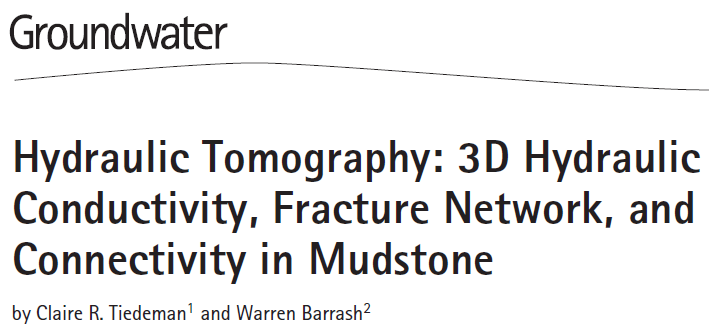 Groundwater
Hydraulic Tomography: 3D Hydraulic
Conductivity, Fracture Network, and
Connectivity in Mudstone
by Claire R. Tiedeman1 and Warren Barrash2